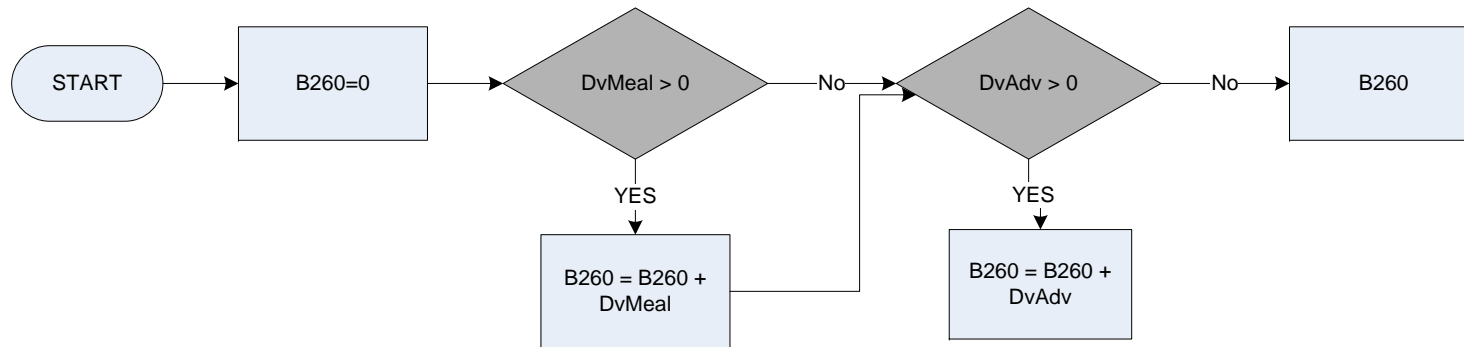 START
B260=0
DvMeal > 0
No
DvAdv > 0
No
B260
YES
YES
B260 = B260 +
DvMeal
B260 = B260 +
DvAdv